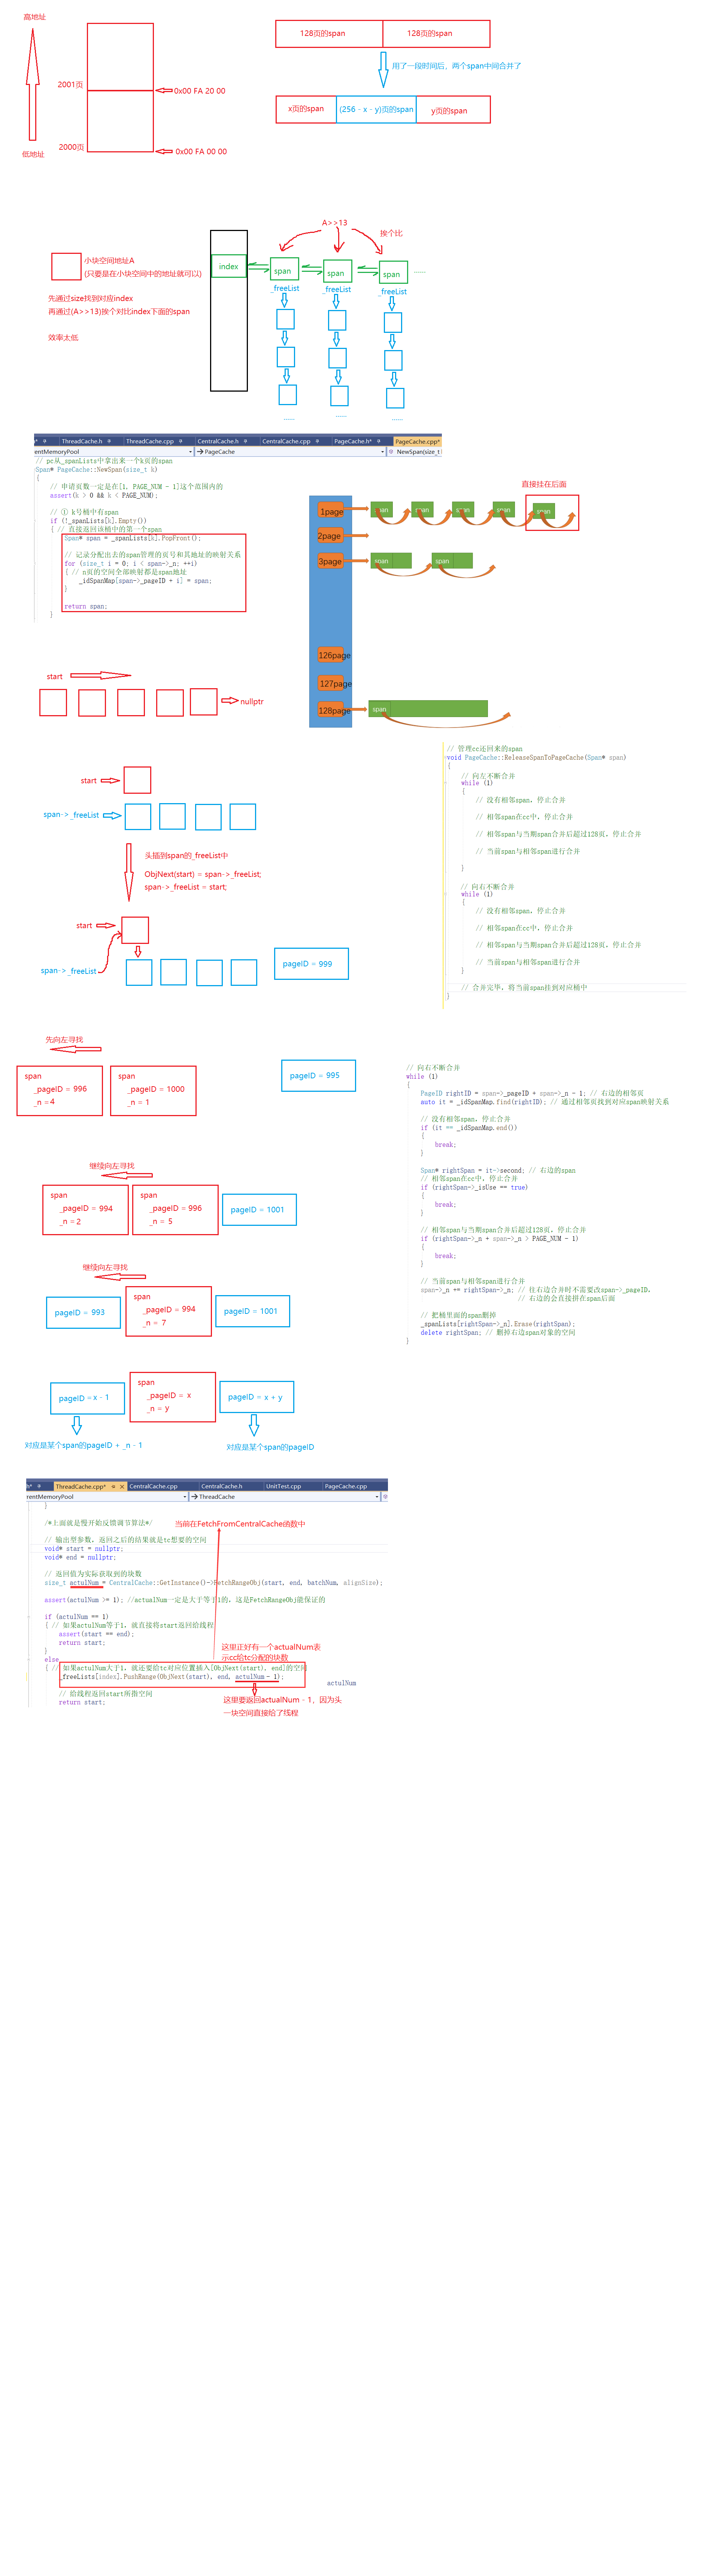 高地址
2001页
0x00 FA 20 00
低地址
2000页
0x00 FA 00 00
128页的span
128页的span
用了一段时间后，两个span中间合并了
x页的span
(256 - x - y)页的span
y页的span
A>>13
挨个比
小块空间地址A
(只要是在小块空间中的地址就可以)
index
span
span
span
......
_freeList
_freeList
_freeList
先通过size找到对应index
再通过(A>>13)挨个对比index下面的span
效率太低
......
......
......
ThreadCache.h
ThreadCache.cpp
CentralCache.h
CentralCache.cpp
PageCache.h*
PageCache.cpp*
rentMemoryPool
PageCache
NewSpan(size_t
// pc从_spanLists中拿出来一个k页的span
Span* PageCache::NewSpan(size_t k)
{
// 申请页数一定是在[1, PAGE_NUM - 1]这个范围内的
assert(k > 0 && k < PAGE_NUM);
// ① k号桶中有span
if (!_spanLists[k].Empty())
{ // 直接返回该桶中的第一个span
Span* span = _spanLists[k].PopFront();
// 记录分配出去的span管理的页号和其地址的映射关系
for (size_t i = 0; i < span->_n; ++i)
{ // n页的空间全部映射都是span地址
_idSpanMap[span->_pageID + i] = span;
}
return span;
}
直接挂在后面
1page
span
span
span
span
span
2page
3page
span
span
126page
127page
128page
span
start
nullptr
start
span->_freeList
头插到span的_freeList中
ObjNext(start) = span->_freeList;
span->_freeList = start;
start
span->_freeList
pageID = 999
// 管理cc还回来的span
void PageCache::ReleaseSpanToPageCache(Span* span)
{
// 向左不断合并
while (1)
{
// 没有相邻span，停止合并
// 相邻span在cc中，停止合并
// 相邻span与当期span合并后超过128页，停止合并
// 当前span与相邻span进行合并
}
// 向右不断合并
while (1)
{
// 没有相邻span，停止合并
// 相邻span在cc中，停止合并
// 相邻span与当期span合并后超过128页，停止合并
// 当前span与相邻span进行合并
}
// 合并完毕，将当前span挂到对应桶中
}
先向左寻找
span
_pageID = 996
_n = 4
span
_pageID = 1000
_n = 1
pageID = 995
继续向左寻找
span
_pageID = 994
_n = 2
span
_pageID = 996
_n = 5
pageID = 1001
继续向左寻找
pageID = 993
span
_pageID = 994
_n = 7
pageID = 1001
pageID = x - 1
span
_pageID = x
_n = y
pageID = x + y
对应是某个span的pageID + _n - 1
对应是某个span的pageID
// 向右不断合并
while (1)
{
PageID rightID = span->_pageID + span->_n - 1; // 右边的相邻页
auto it = _idSpanMap.find(rightID); // 通过相邻页找到对应span映射关系
// 没有相邻span，停止合并
if (it == _idSpanMap.end())
{
break;
}
Span* rightSpan = it->second; // 右边的span
// 相邻span在cc中，停止合并
if (rightSpan->_isUse == true)
{
break;
}
// 相邻span与当期span合并后超过128页，停止合并
if (rightSpan->_n + span->_n > PAGE_NUM - 1)
{
break;
}
// 当前span与相邻span进行合并
span->_n += rightSpan->_n; // 往右边合并时不需要改span->_pageID，
// 右边的会直接拼在span后面
// 把桶里面的span删掉
_spanLists[rightSpan->_n].Erase(rightSpan);
delete rightSpan; // 删掉右边span对象的空间
}
ThreadCache.cpp*
CentralCache.cpp
CentralCache.h
UnitTest.cpp
PageCache.cpp
rrentMemoryPool
ThreadCache
}
/*上面就是慢开始反馈调节算法*/
当前在FetchFromCentralCache函数中
// 输出型参数，返回之后的结果就是tc想要的空间
void* start = nullptr;
void* end = nullptr;
// 返回值为实际获取到的块数
size_t actulNum = CentralCache::GetInstance()->FetchRangeObj(start, end, batchNum, alignSize);
assert(actulNum >= 1); //actualNum一定是大于等于1的，这是FetchRangeObj能保证的
if (actulNum == 1)
{ // 如果actulNum等于1，就直接将start返回给线程
assert(start == end);
return start;
}
else
这里正好有一个actualNum表
示cc给tc分配的块数
{ // 如果actulNum大于1，就还要给tc对应位置插入[ObjNext(start), end]的空间
_freeLists[index].PushRange(ObjNext(start), end, actulNum - 1);
actulNum
// 给线程返回start所指空间
return start;
这里要返回actualNum - 1，因为头
一块空间直接给了线程